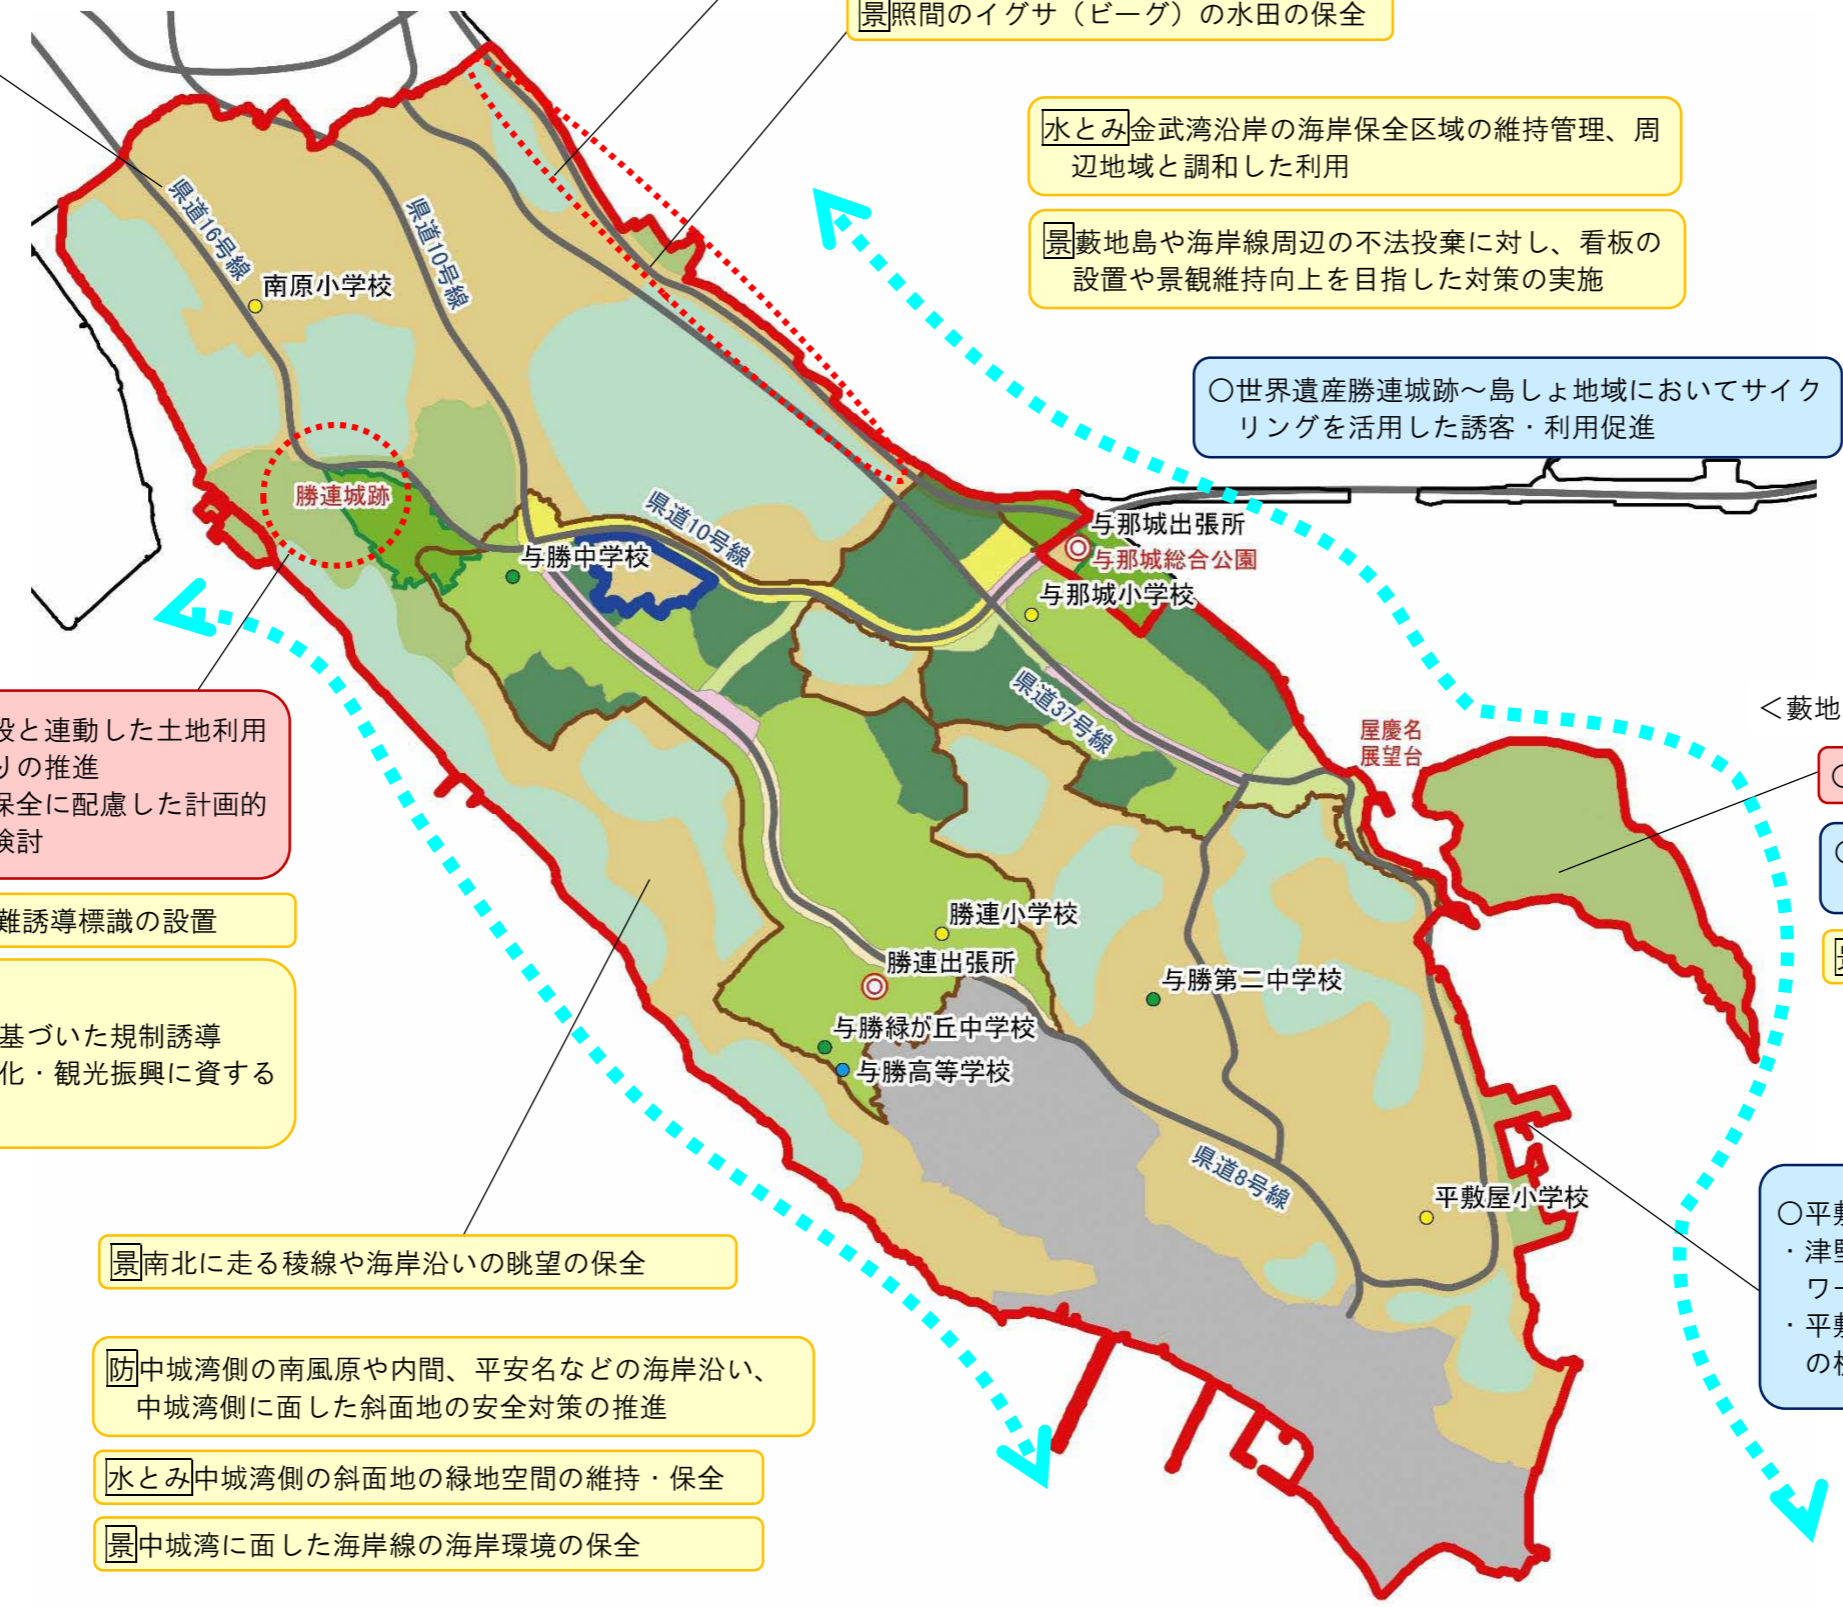 景照間のイグサ（ビーグ）の水田の保全
水とみ金武湾沿岸の海岸保全区域の維持管理、周
辺地域と調和した利用
景藪地島や海岸線周辺の不法投棄に対し、看板の
設置や景観維持向上を目指した対策の実施
〇世界遺産勝連城跡～島しょ地域においてサイク
リングを活用した誘客・利用促進
県道16号線
県道10号線
南原小学校
勝連城跡
県道10号線
与勝中学校
与那城出張所
与那城総合公園
与那城小学校
県道37号線
屋慶名
展望台
＜藪地
〇
〇
段と連動した土地利用
りの推進
保全に配慮した計画的
検討
難誘導標識の設置
基づいた規制誘導
化・観光振興に資する
勝連小学校
勝連出張所
与勝第二中学校
与勝緑が丘中学校
与勝高等学校
県道8号線
平敷屋小学校
〇平敷
・津堅
ワー
・平敷
の検
景南北に走る稜線や海岸沿いの眺望の保全
防中城湾側の南風原や内間、平安名などの海岸沿い、
中城湾側に面した斜面地の安全対策の推進
水とみ中城湾側の斜面地の緑地空間の維持・保全
景中城湾に面した海岸線の海岸環境の保全